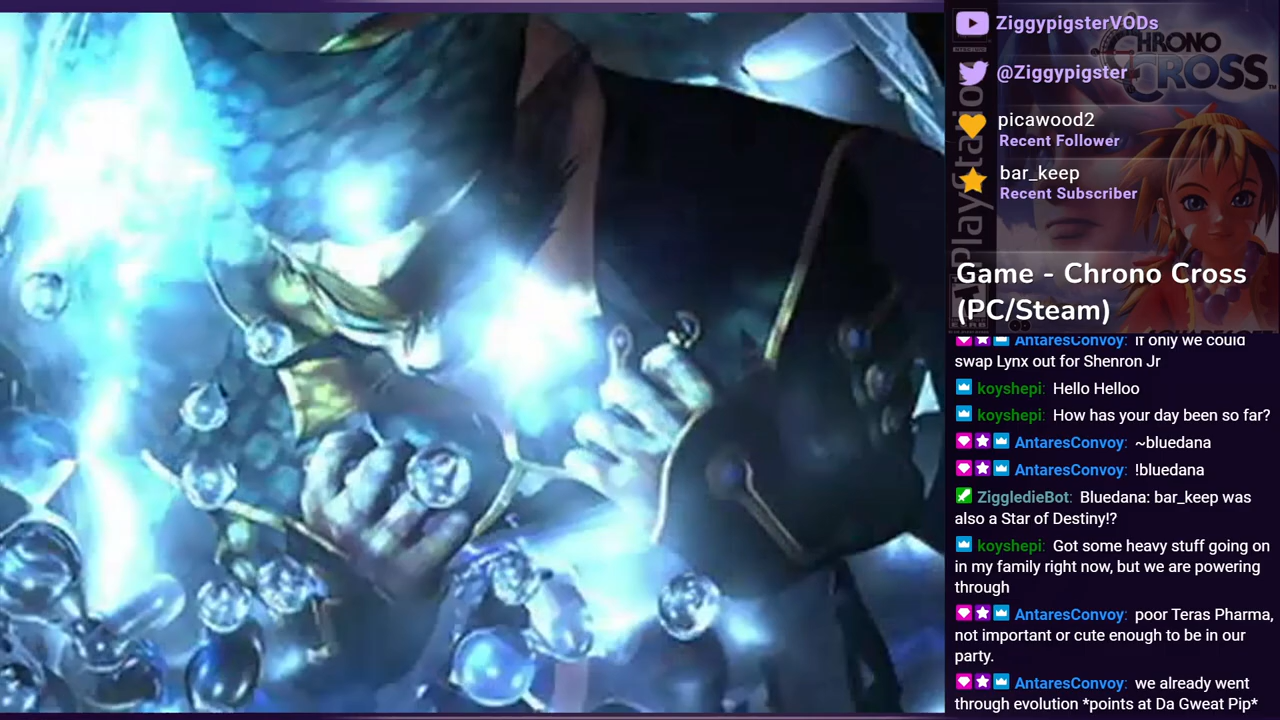 ZiggypigsterVODs
@Ziggypigster
picawood2
Recent Follower
bar_keep
Recent Subscriber
CHRONO
CROSS
PlayStation
Game - Chrono Cross
(PC/Steam)
AntaresConvoy: If only we could
swap Lynx out for Shenron Jr
koyshepi: Hello Helloo
koyshepi: How has your day been so far?
AntaresConvoy: ~bluedana
AntaresConvoy: !bluedana
ZiggledieBot: Bluedana: bar_keep was
also a Star of Destiny!?
koyshepi: Got some heavy stuff going on
in my family right now, but we are powering
through
AntaresConvoy: poor Teras Pharma,
not important or cute enough to be in our
party.
AntaresConvoy: we already went
through evolution *points at Da Gweat Pip*